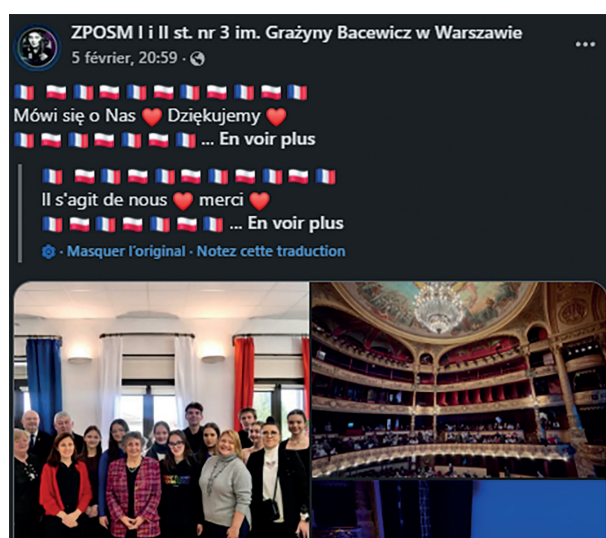 ZPOSM I i II st. nr 3 im. Grażyny Bacewicz w Warszawie
5 février, 20:59 ·
🇫🇷 🇵🇱 🇫🇷 🇵🇱 🇫🇷 🇵🇱 🇫🇷 🇵🇱 🇫🇷 🇵🇱 🇫🇷
Mówi się o Nas ❤️ Dziękujemy ❤️
🇫🇷 🇵🇱 🇫🇷 🇵🇱 🇫🇷 🇵🇱 🇫🇷 ... En voir plus
🇫🇷 🇵🇱 🇫🇷 🇵🇱 🇫🇷 🇵🇱 🇫🇷 🇵🇱 🇫🇷 🇵🇱 🇫🇷
Il s'agit de nous ❤️ merci ❤️
🇫🇷 🇵🇱 🇫🇷 🇵🇱 🇫🇷 🇵🇱 🇫🇷 ... En voir plus
· Masquer l'original · Notez cette traduction